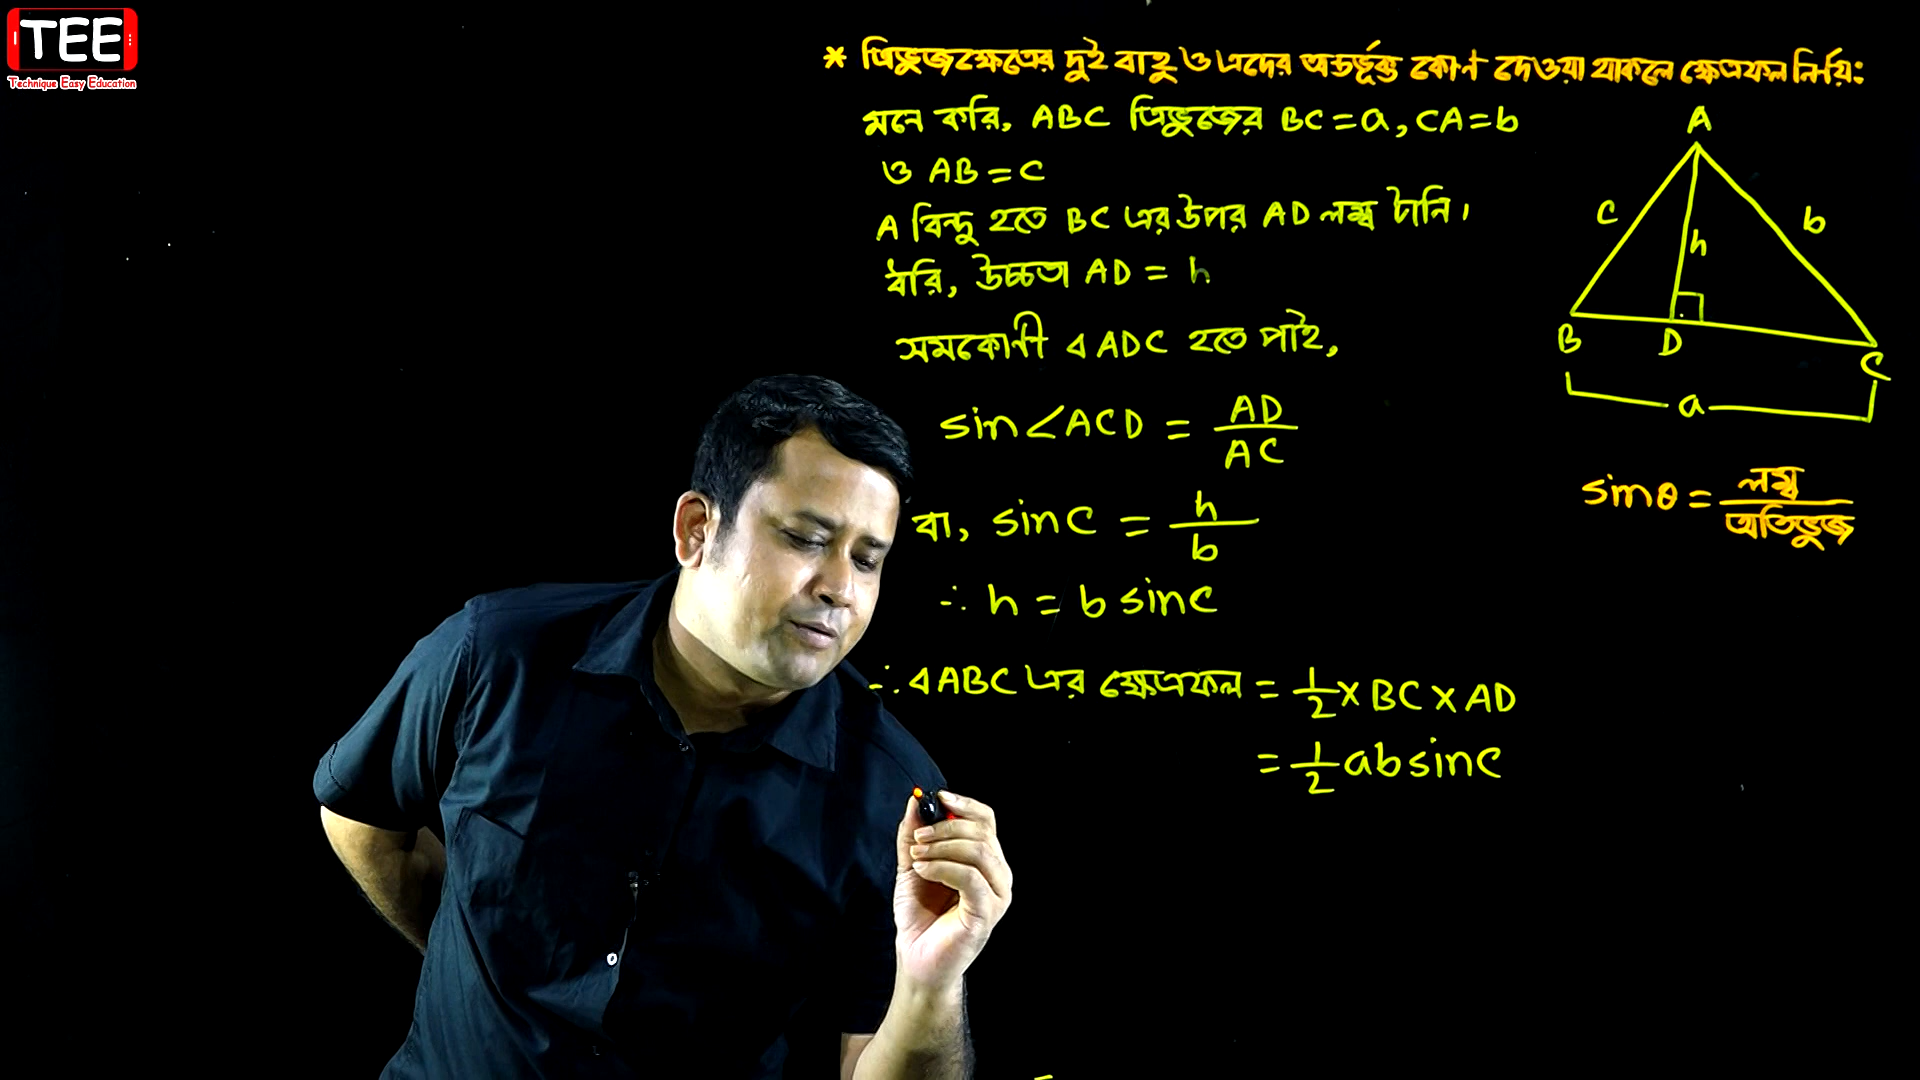 TEE
Technique Easy Education
* ত্রিভুজক্ষেত্রের দুই বাহু ও এদের অন্তর্ভূক্ত কোণ দেওয়া থাকলে ক্ষেত্রফল নির্ণয়:
মনে করি, ABC ত্রিভুজের BC = a, CA = b
ও AB = c
A বিন্দু হতে BC এর উপর AD লম্ব টানি।
ধরি, উচ্চতা AD = h
সমকোণী ⊿ ADC হতে পাই,
sin∠ACD = AD/AC
বা, sinC = h/b
∴ h = b sinC
∴ ⊿ABC এর ক্ষেত্রফল = 1/2 × BC × AD
= 1/2 ab sinC
A
c
b
h
B
D
C
a
sinθ = লম্ব/অতিভুজ